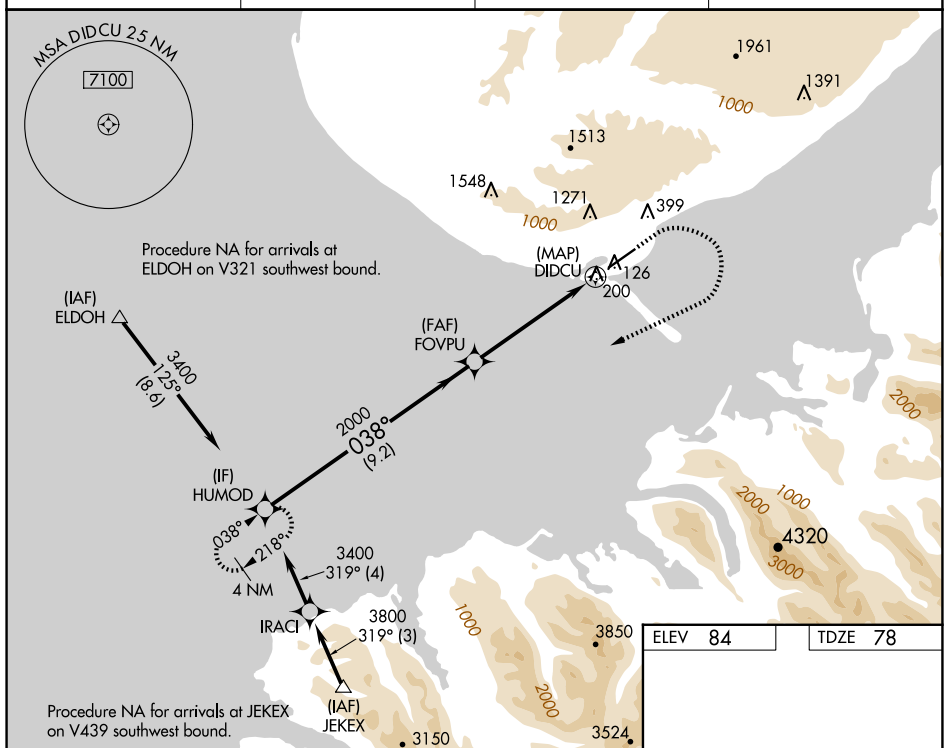 MSA DIDCU 25 NM
7100
1961
1391
1000
1513
1548
1271
399
1000
Procedure NA for arrivals at
ELDOH on V321 southwest bound.
(MAP)
DIDCU
126
200
(IAF)
ELDOH
(FAF)
FOVPU
3400
125°
(8.6)
2000
038°
(9.2)
2000
(IF)
HUMOD
038°
218°
4 NM
3400
319° (4)
2000
1000
4320
3000
IRACI
3800
319° (3)
1000
3850
2000
(IAF)
JEKEX
Procedure NA for arrivals at JEKEX
on V439 southwest bound.
3150
3524
ELEV 84
TDZE 78